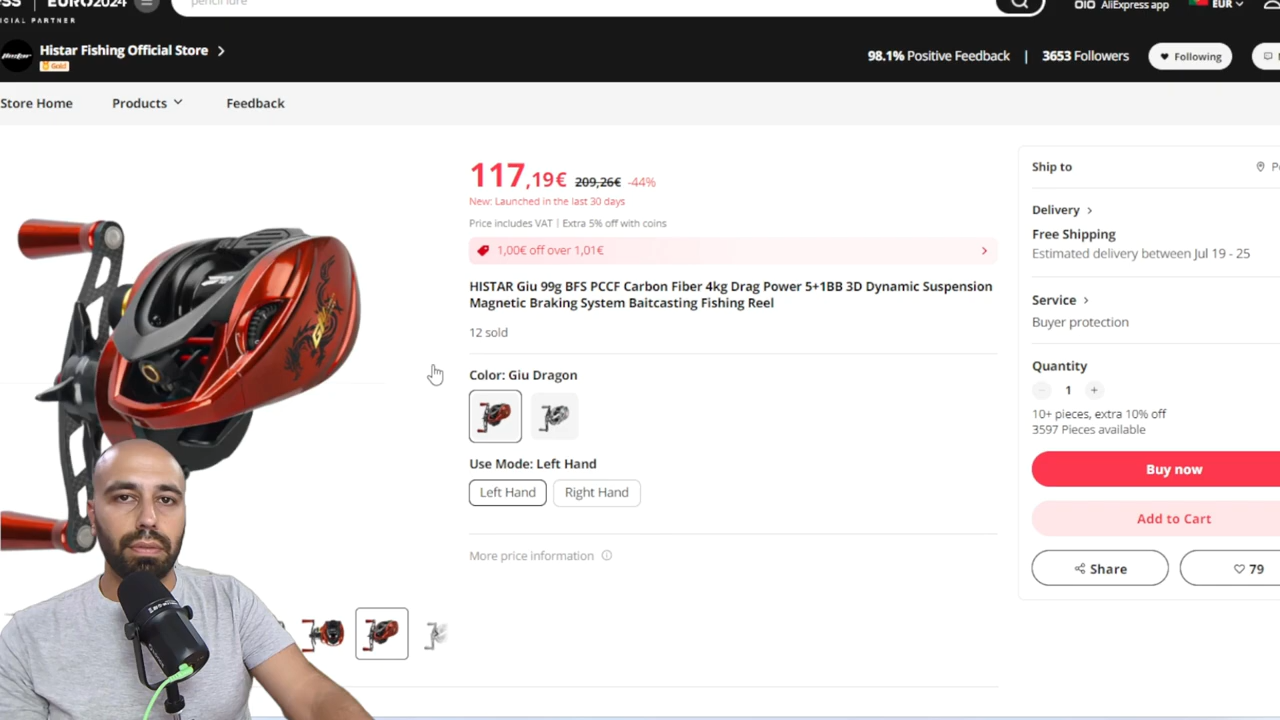 EURO2024
CIAL PARTNER
pencil lure
AliExpress app
EUR
Histar
Histar Fishing Official Store
Gold
98.1% Positive Feedback | 3653 Followers
Following
Store Home
Products
Feedback
117,19€ 209,26€ -44%
New: Launched in the last 30 days
Price includes VAT | Extra 5% off with coins
1,00€ off over 1,01€
HISTAR Giu 99g BFS PCCF Carbon Fiber 4kg Drag Power 5+1BB 3D Dynamic Suspension
Magnetic Braking System Baitcasting Fishing Reel
12 sold
Color: Giu Dragon
Use Mode: Left Hand
Left Hand
Right Hand
More price information
Ship to
Delivery
Free Shipping
Estimated delivery between Jul 19 - 25
Service
Buyer protection
Quantity
1
10+ pieces, extra 10% off
3597 Pieces available
Buy now
Add to Cart
Share
79